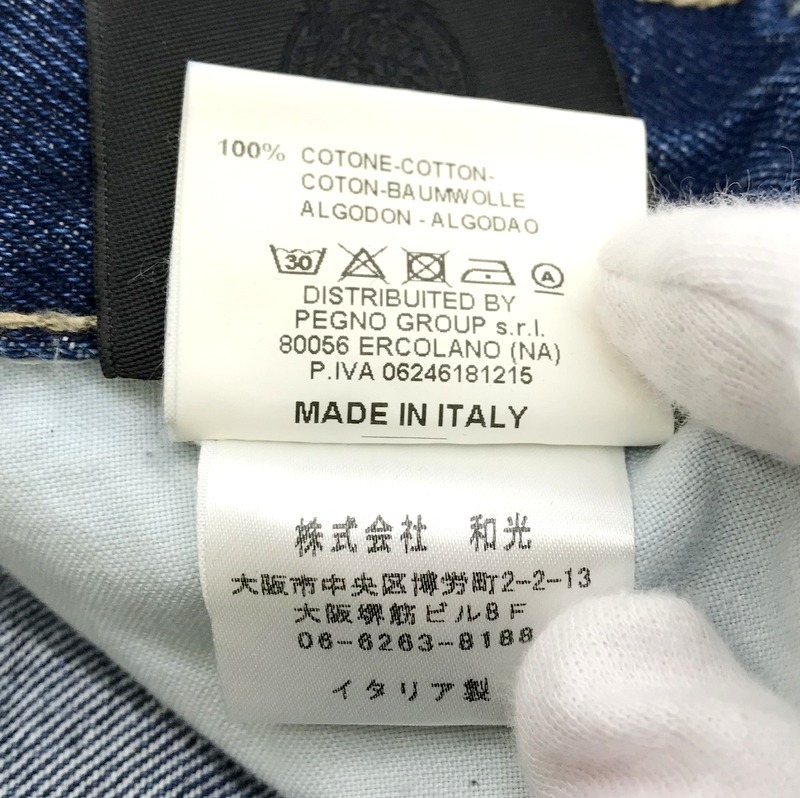 100% COTONE-COTTON-
COTON-BAUMWOLLE
ALGODON - ALGODAO
30 A
DISTRIBUITED BY
PEGNO GROUP s.r.l.
80056 ERCOLANO (NA)
P.IVA 06246181215
MADE IN ITALY
株式会社 和光
大阪市中央区博労町2-2-13
大阪堺筋ビル8F
06-6263-8188
イタリア製